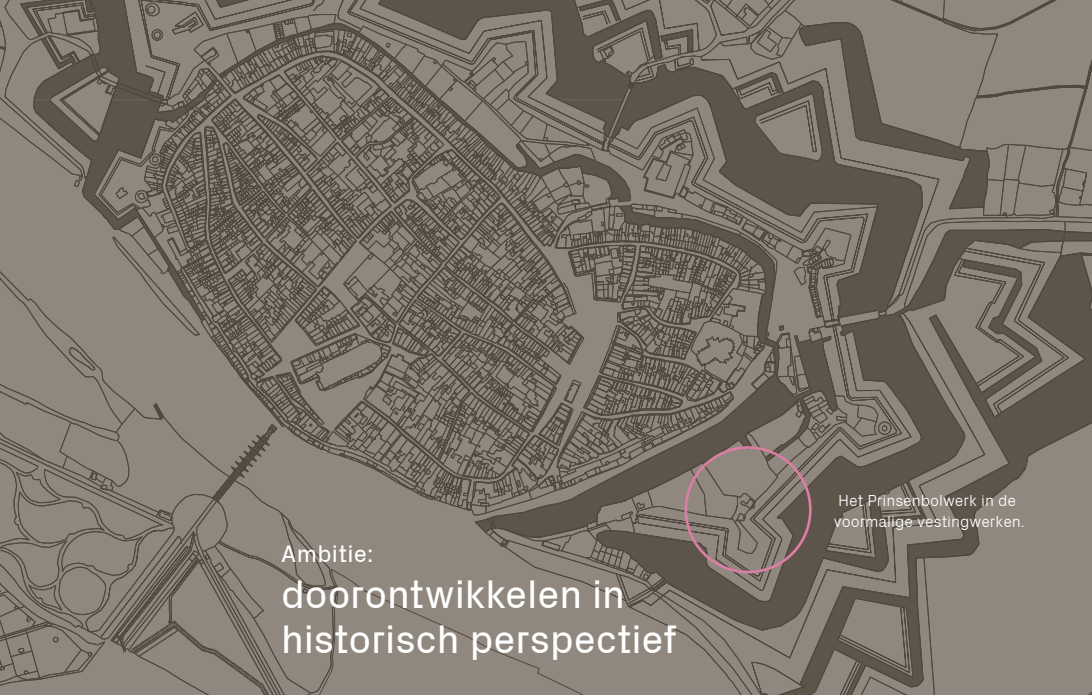 Het Prinsenbolwerk in de
voormalige vestingwerken.
Ambitie:
doorontwikkelen in
historisch perspectief